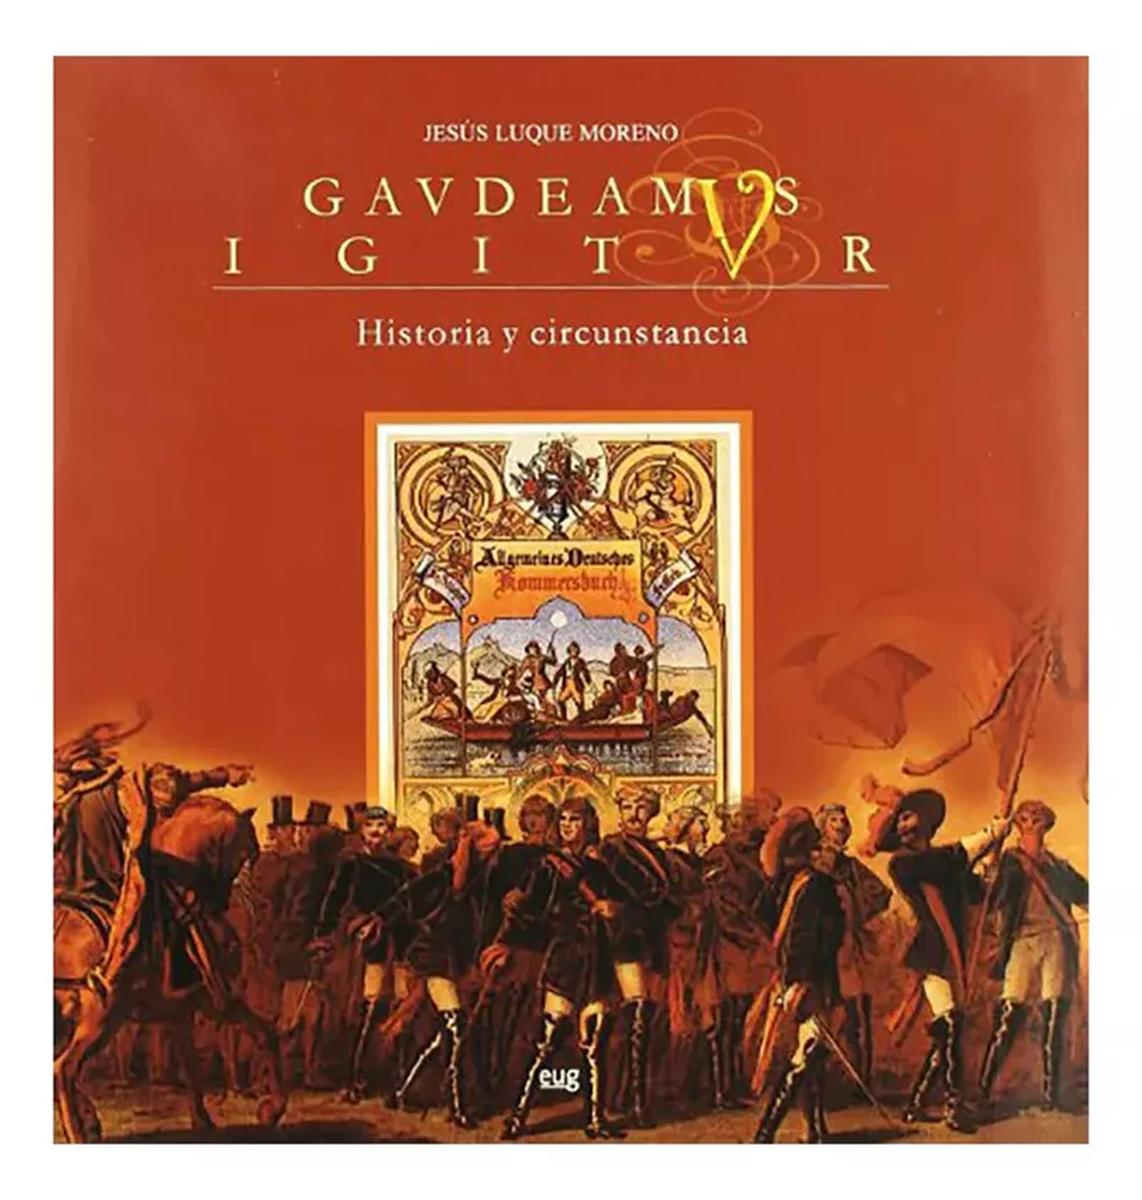 JESÚS LUQUE MORENO
GAVDEAMVS
IGITVR
Historia y circunstancia
Allgemeines Deutsches
Kommersbuch
eug